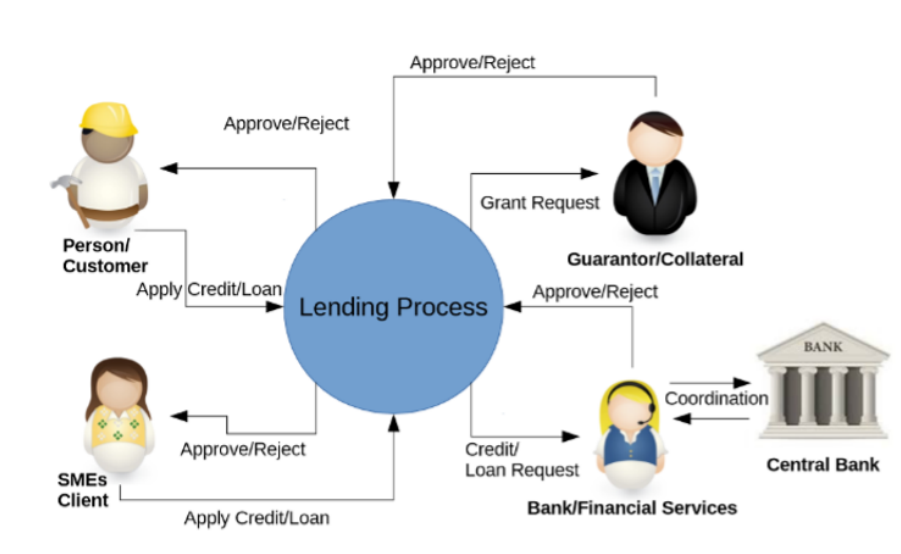 Approve/Reject
Approve/Reject
Grant Request
Person/
Customer
Guarantor/Collateral
Apply Credit/Loan
Approve/Reject
Lending Process
BANK
Coordination
Approve/Reject
Credit/
Loan Request
Central Bank
SMEs
Client
Bank/Financial Services
Apply Credit/Loan